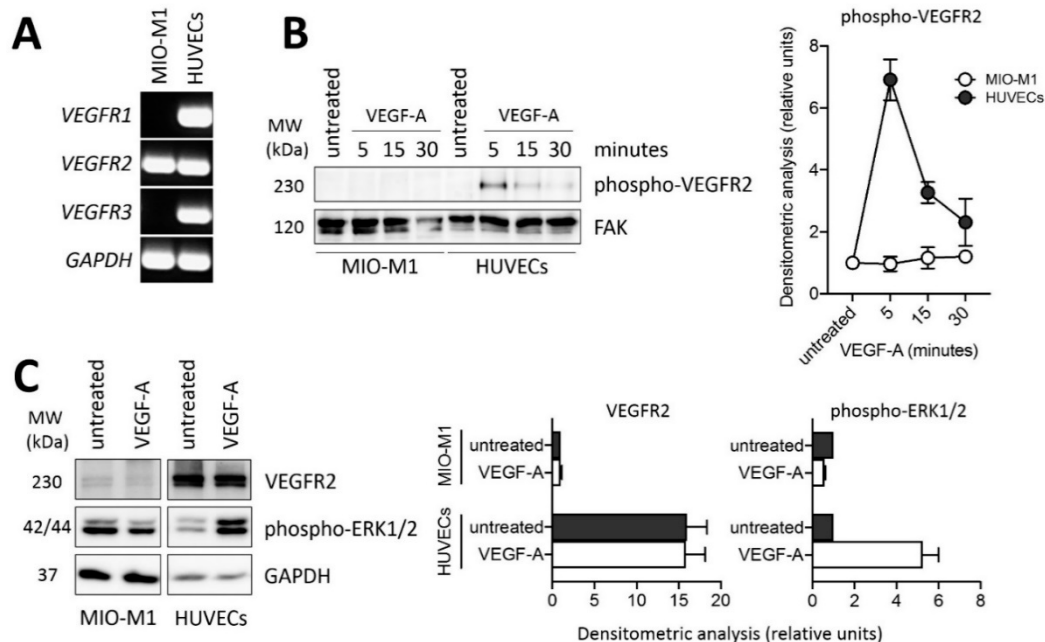 A
MIO-M1
HUVECs
VEGFR1
VEGFR2
VEGFR3
GAPDH
B
untreated VEGF-A untreated VEGF-A
MW
(kDa)
5 15 30 5 15 30 minutes
230 phospho-VEGFR2
120 FAK
MIO-M1 HUVECs
phospho-VEGFR2
Densitometric analysis (relative units)
8
6
4
2
0
MIO-M1
HUVECs
untreated 5 15 30
VEGF-A (minutes)
C
MW
(kDa)
untreated VEGF-A untreated VEGF-A
230 VEGFR2
42/44 phospho-ERK1/2
37 GAPDH
MIO-M1 HUVECs
VEGFR2
MIO-M1
untreated
VEGF-A
HUVECs
untreated
VEGF-A
0 5 10 15 20
phospho-ERK1/2
untreated
VEGF-A
untreated
VEGF-A
0 2 4 6 8
Densitometric analysis (relative units)